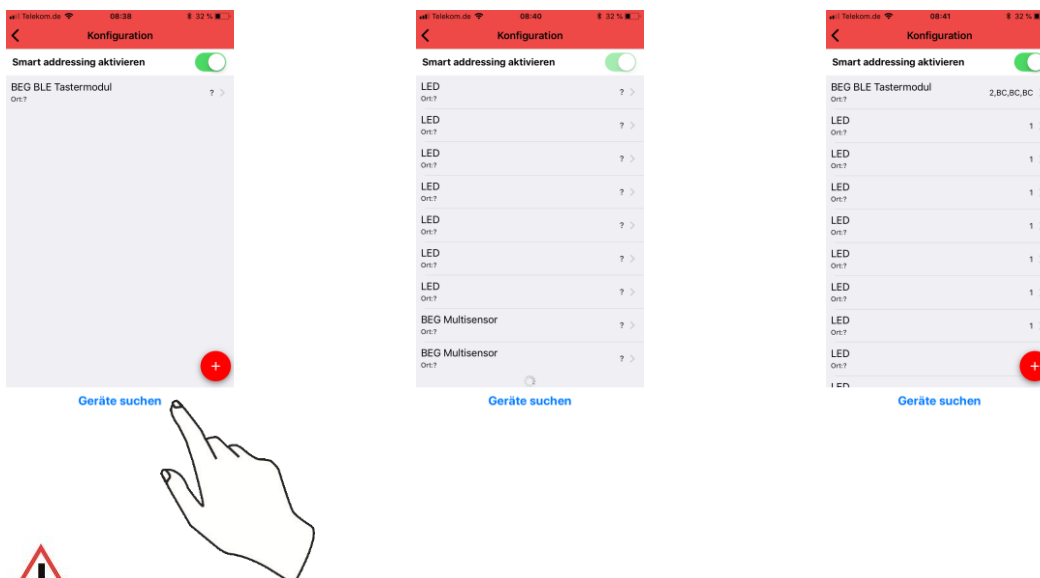 Telekom.de 08:38 32 %
Konfiguration
Smart addressing aktivieren
BEG BLE Tastermodul
?
Ort:?
+
Geräte suchen
Telekom.de 08:40 32 %
Konfiguration
Smart addressing aktivieren
LED
?
Ort:?
LED
?
Ort:?
LED
?
Ort:?
LED
?
Ort:?
LED
?
Ort:?
LED
?
Ort:?
LED
?
Ort:?
BEG Multisensor
?
Ort:?
BEG Multisensor
?
Ort:?
Geräte suchen
Telekom.de 08:41 32 %
Konfiguration
Smart addressing aktivieren
BEG BLE Tastermodul
2,BC,BC,BC
Ort:?
LED
1
Ort:?
LED
1
Ort:?
LED
1
Ort:?
LED
1
Ort:?
LED
1
Ort:?
LED
1
Ort:?
LED
1
Ort:?
LED
Ort:?
+
LED
Geräte suchen